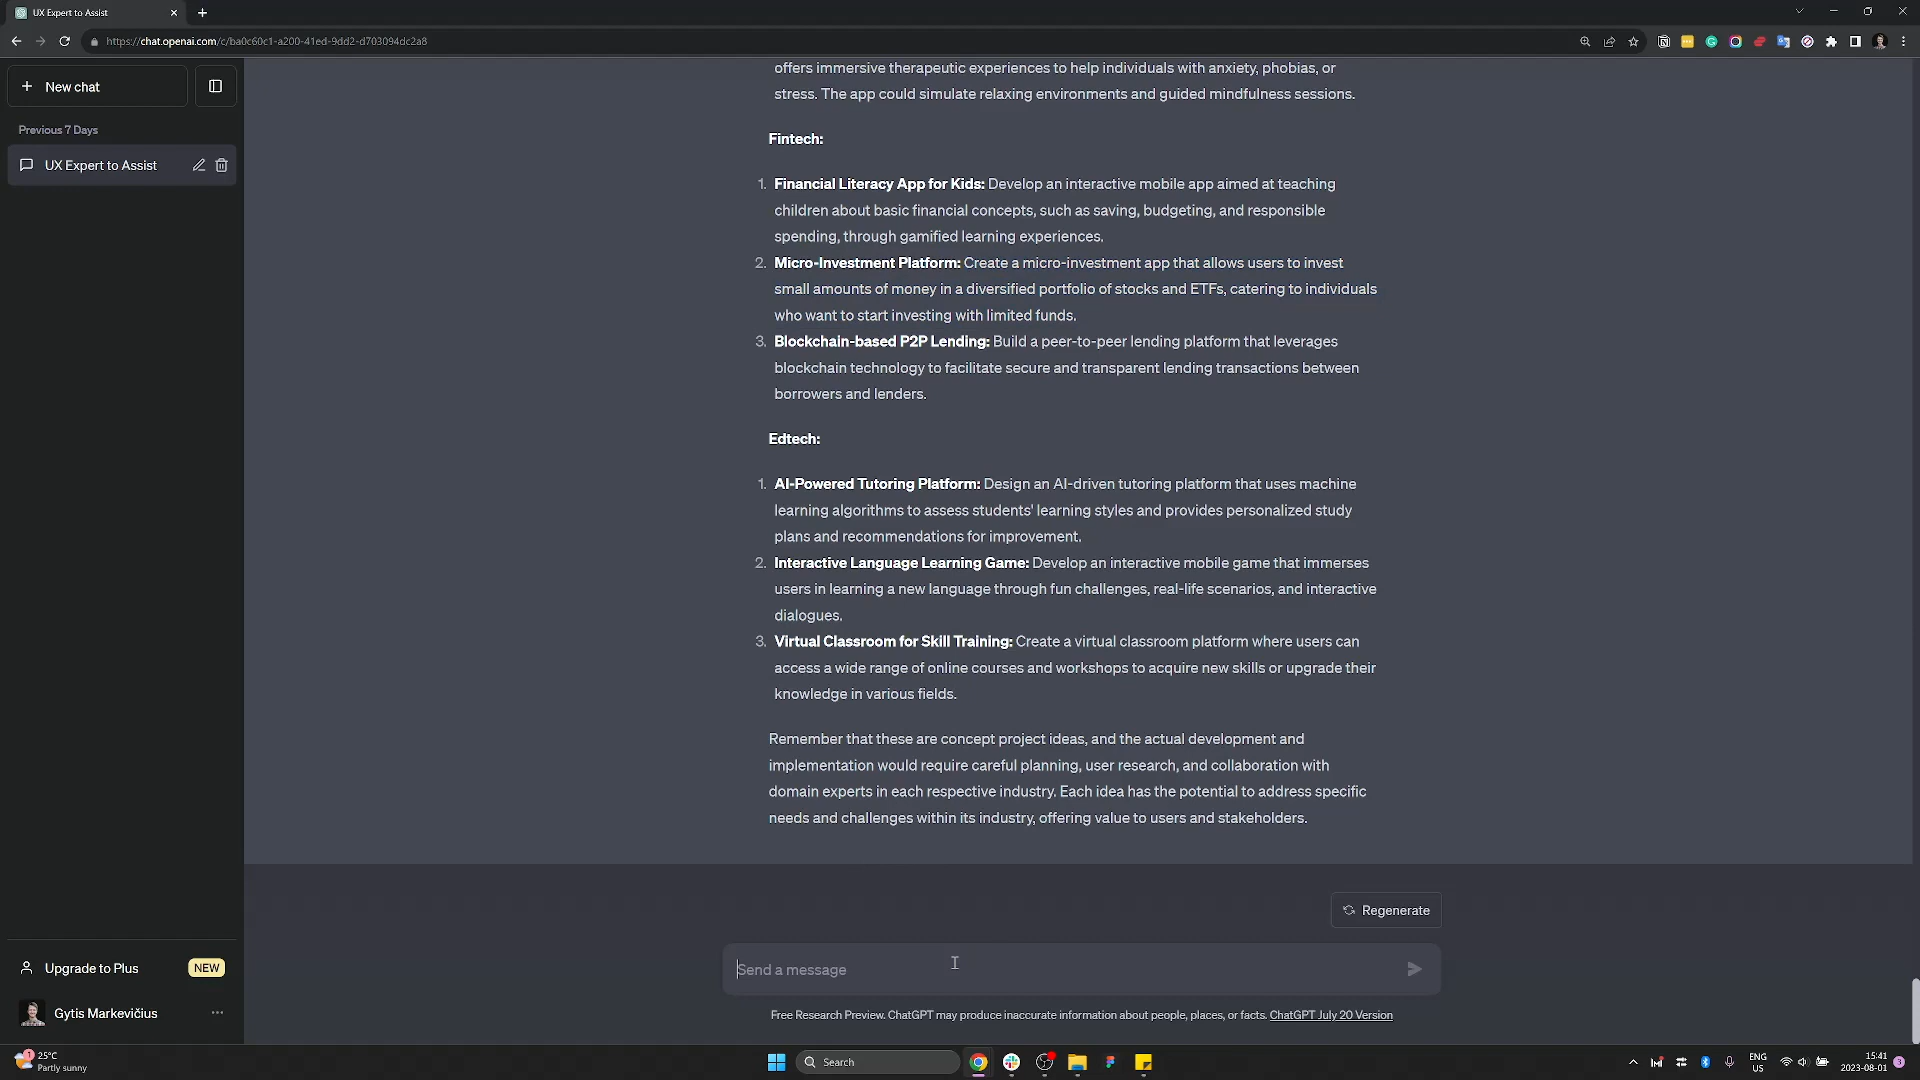 UX Expert to Assist
https://chat.openai.com/c/ba0c60c1-a200-41ed-9dd2-d703094dc2a8
New chat
Previous 7 Days
UX Expert to Assist
offers immersive therapeutic experiences to help individuals with anxiety, phobias, or
stress. The app could simulate relaxing environments and guided mindfulness sessions.
Fintech:
1. Financial Literacy App for Kids: Develop an interactive mobile app aimed at teaching
children about basic financial concepts, such as saving, budgeting, and responsible
spending, through gamified learning experiences.
2. Micro-Investment Platform: Create a micro-investment app that allows users to invest
small amounts of money in a diversified portfolio of stocks and ETFs, catering to individuals
who want to start investing with limited funds.
3. Blockchain-based P2P Lending: Build a peer-to-peer lending platform that leverages
blockchain technology to facilitate secure and transparent lending transactions between
borrowers and lenders.
Edtech:
1. AI-Powered Tutoring Platform: Design an AI-driven tutoring platform that uses machine
learning algorithms to assess students' learning styles and provides personalized study
plans and recommendations for improvement.
2. Interactive Language Learning Game: Develop an interactive mobile game that immerses
users in learning a new language through fun challenges, real-life scenarios, and interactive
dialogues.
3. Virtual Classroom for Skill Training: Create a virtual classroom platform where users can
access a wide range of online courses and workshops to acquire new skills or upgrade their
knowledge in various fields.
Remember that these are concept project ideas, and the actual development and
implementation would require careful planning, user research, and collaboration with
domain experts in each respective industry. Each idea has the potential to address specific
needs and challenges within its industry, offering value to users and stakeholders.
Regenerate
Send a message
Free Research Preview. ChatGPT may produce inaccurate information about people, places, or facts. ChatGPT July 20 Version
Upgrade to Plus NEW
Gytis Markevičius
1
25°C
Partly sunny
Search
ENG
US
15:41
2023-08-01
3